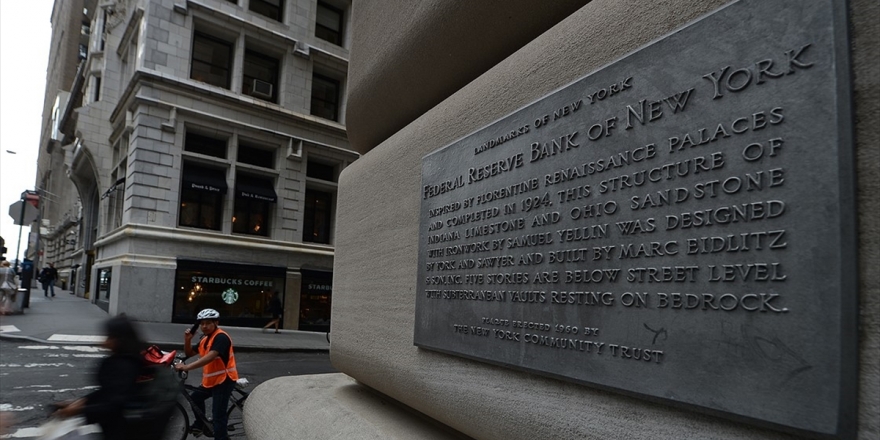 LANDMARKS OF NEW YORK
FEDERAL RESERVE BANK OF NEW YORK
INSPIRED BY FLORENTINE RENAISSANCE PALACES
AND COMPLETED IN 1924, THIS STRUCTURE OF
INDIANA LIMESTONE AND OHIO SANDSTONE
WITH IRONWORK BY SAMUEL YELLIN WAS DESIGNED
BY YORK AND SAWYER AND BUILT BY MARC EIDLITZ
& SON, INC. FIVE STORIES ARE BELOW STREET LEVEL
WITH SUBTERRANEAN VAULTS RESTING ON BEDROCK.
PLAQUE ERECTED 1960 BY
THE NEW YORK COMMUNITY TRUST
STARBUCKS COFFEE